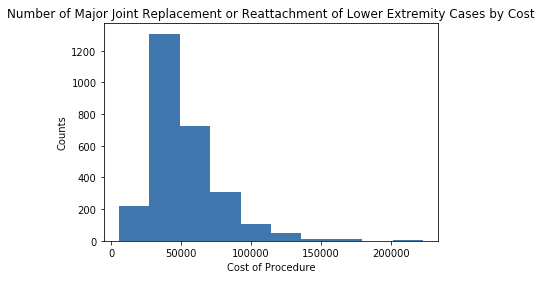 Number of Major Joint Replacement or Reattachment of Lower Extremity Cases by Cost
1200
1000
800
600
400
200
0
Counts
0 50000 100000 150000 200000
Cost of Procedure